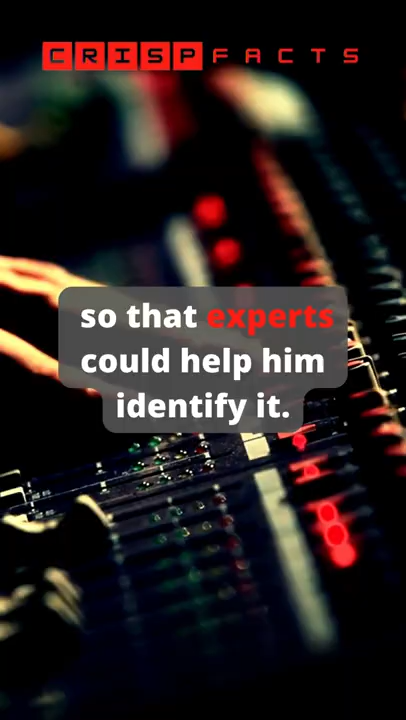 CRISPFACTS
so that experts
could help him
identify it.